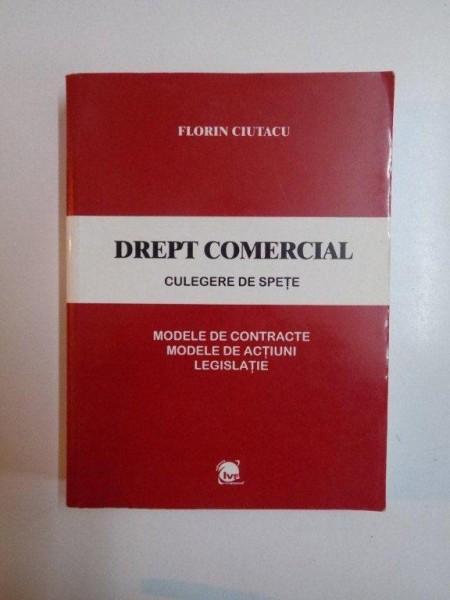 FLORIN CIUTACU
DREPT COMERCIAL
CULEGERE DE SPEȚE
MODELE DE CONTRACTE
MODELE DE ACȚIUNI
LEGISLAȚIE